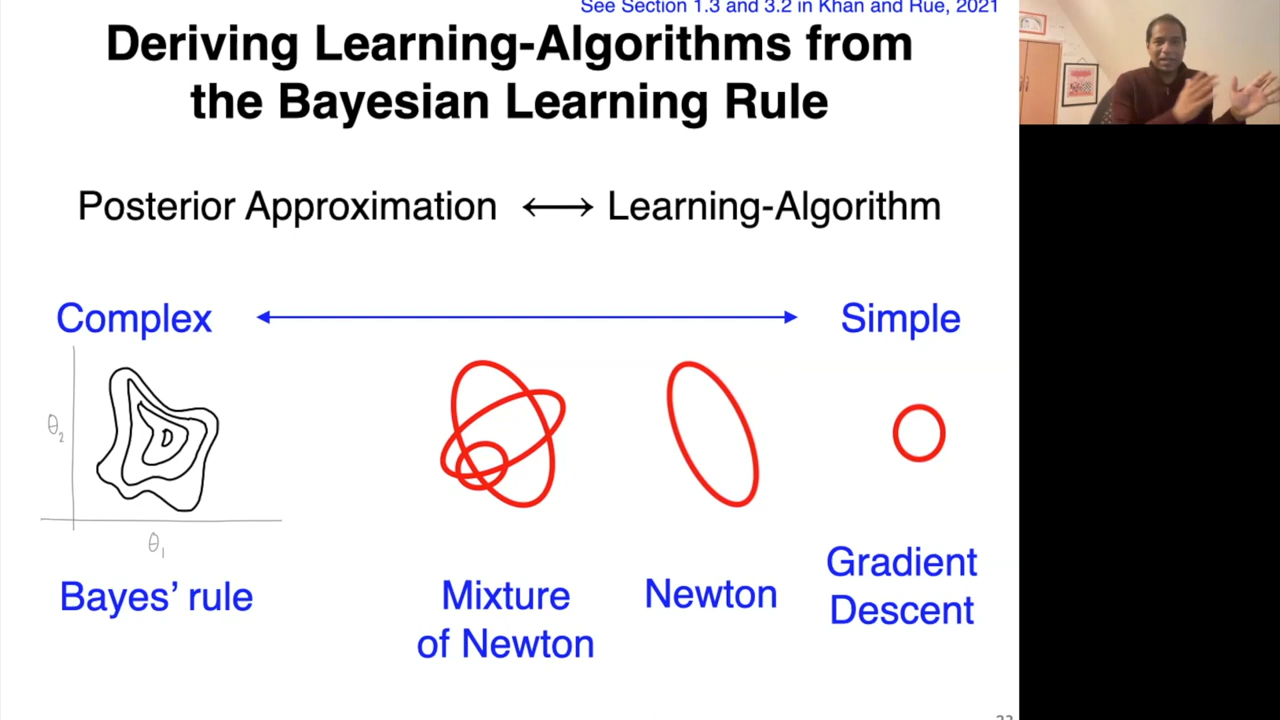 See Section 1.3 and 3.2 in Khan and Rue, 2021
Deriving Learning-Algorithms from
the Bayesian Learning Rule
Posterior Approximation ⟷ Learning-Algorithm
Complex
Simple
θ2
θ1
Bayes’ rule
Mixture
of Newton
Newton
Gradient
Descent